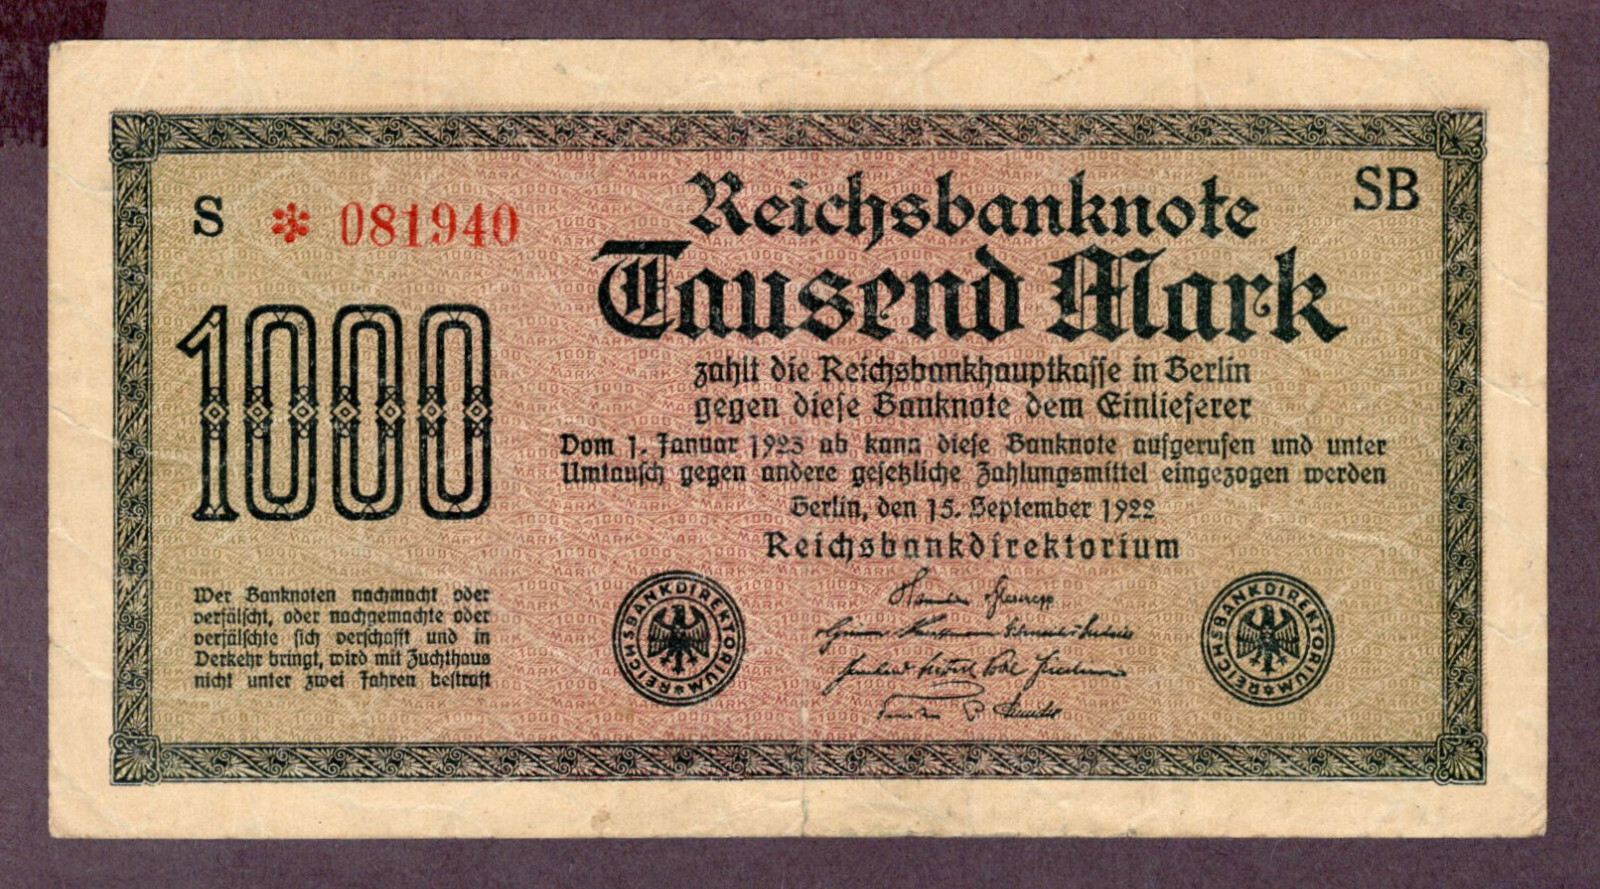 S * 081940
SB
Reichsbanknote
Tausend Mark
1000
zahlt die Reichsbankhauptkasse in Berlin
gegen diese Banknote dem Einlieferer
Vom 1. Januar 1923 ab kann diese Banknote aufgerufen und unter
Umtausch gegen andere gesetzliche Zahlungsmittel eingezogen werden
Berlin, den 15. September 1922
Reichsbankdirektorium
Wer Banknoten nachmacht oder
verfälscht, oder nachgemachte oder
verfälschte sich verschafft und in
Verkehr bringt, wird mit Zuchthaus
nicht unter zwei Jahren bestraft
REICHSBANKDIREKTORIUM
REICHSBANKDIREKTORIUM